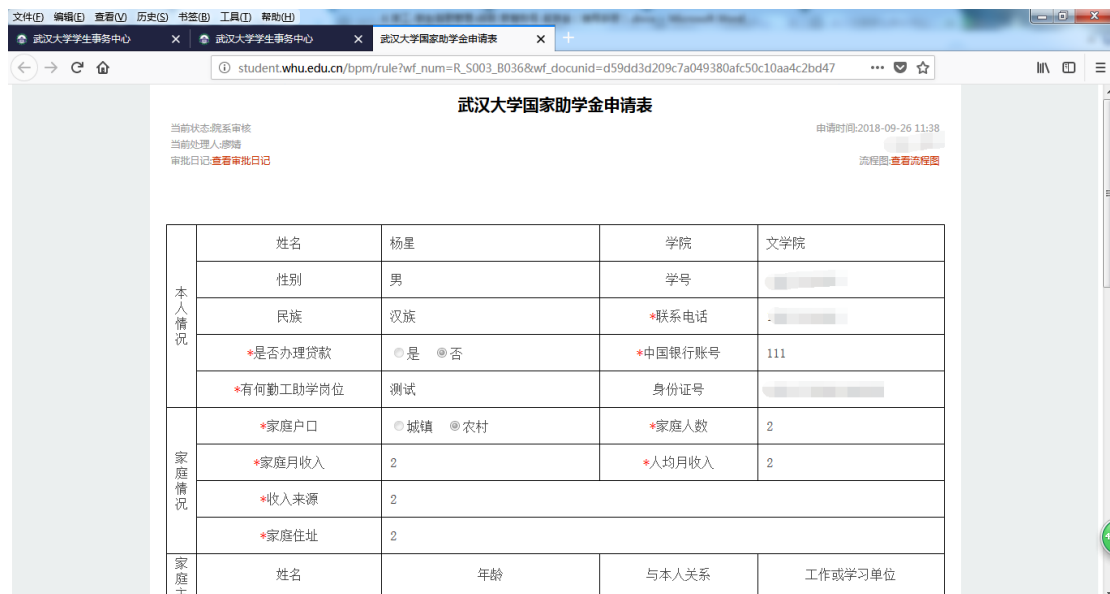 文件(F) 编辑(E) 查看(V) 历史(S) 书签(B) 工具(T) 帮助(H)
武汉大学学生事务中心 武汉大学学生事务中心 武汉大学国家助学金申请表
student.whu.edu.cn/bpm/rule?wf_num=R_S003_B036&wf_docunid=d59dd3d209c7a049380afc50c10aa4c2bd47
武汉大学国家助学金申请表
当前状态:院系审核 申请时间:2018-09-26 11:38
当前处理人:廖婧
审批日记:查看审批日记 流程图:查看流程图
本人情况
姓名 杨星 学院 文学院
性别 男 学号
民族 汉族 *联系电话
*是否办理贷款 是 否 *中国银行账号 111
*有何勤工助学岗位 测试 身份证号
家庭情况
*家庭户口 城镇 农村 *家庭人数 2
*家庭月收入 2 *人均月收入 2
*收入来源 2
*家庭住址 2
家庭
姓名 年龄 与本人关系 工作或学习单位